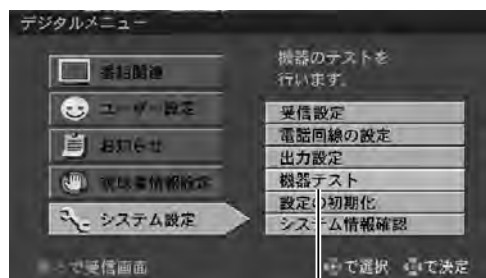 デジタルメニュー
番組関連
ユーザー設定
お知らせ
視聴者情報設定
システム設定
機器のテストを
行います。
受信設定
電話回線の設定
出力設定
機器テスト
設定の初期化
システム情報確認
で受信画面
で選択 で決定